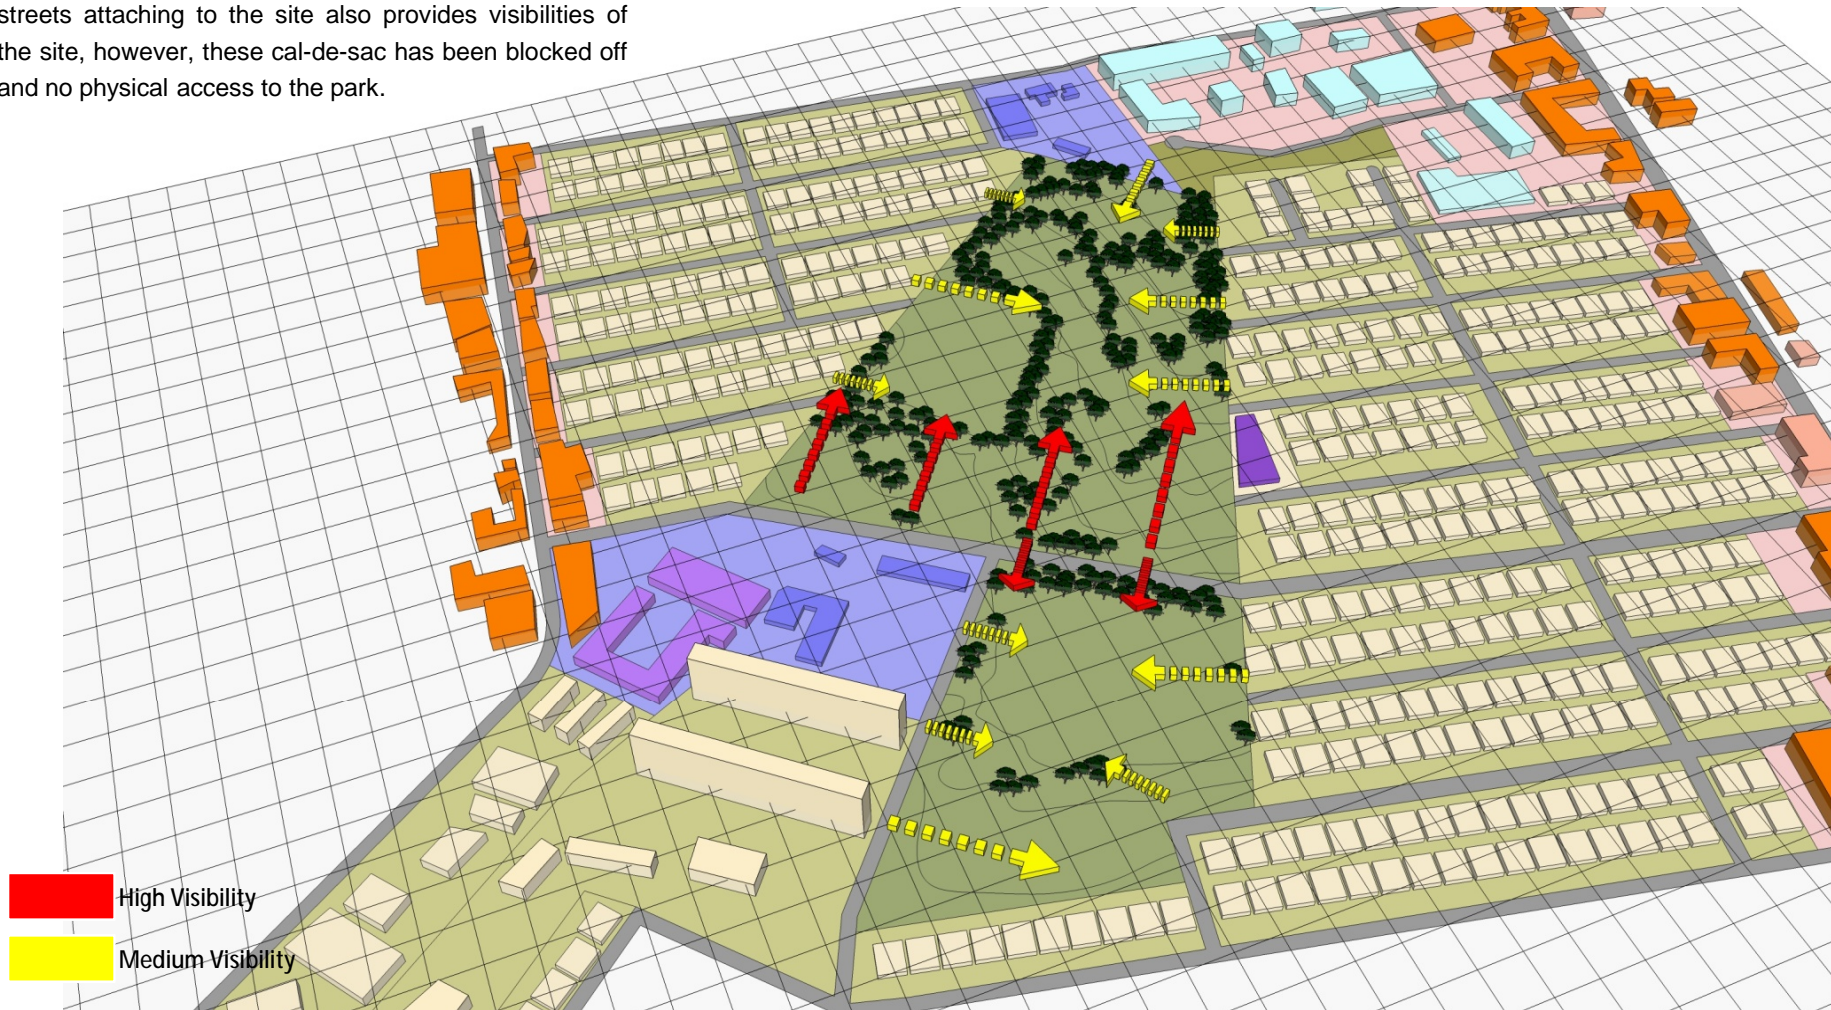 streets attaching to the site also provides visibilities of
the site, however, these cal-de-sac has been blocked off
and no physical access to the park.
High Visibility
Medium Visibility